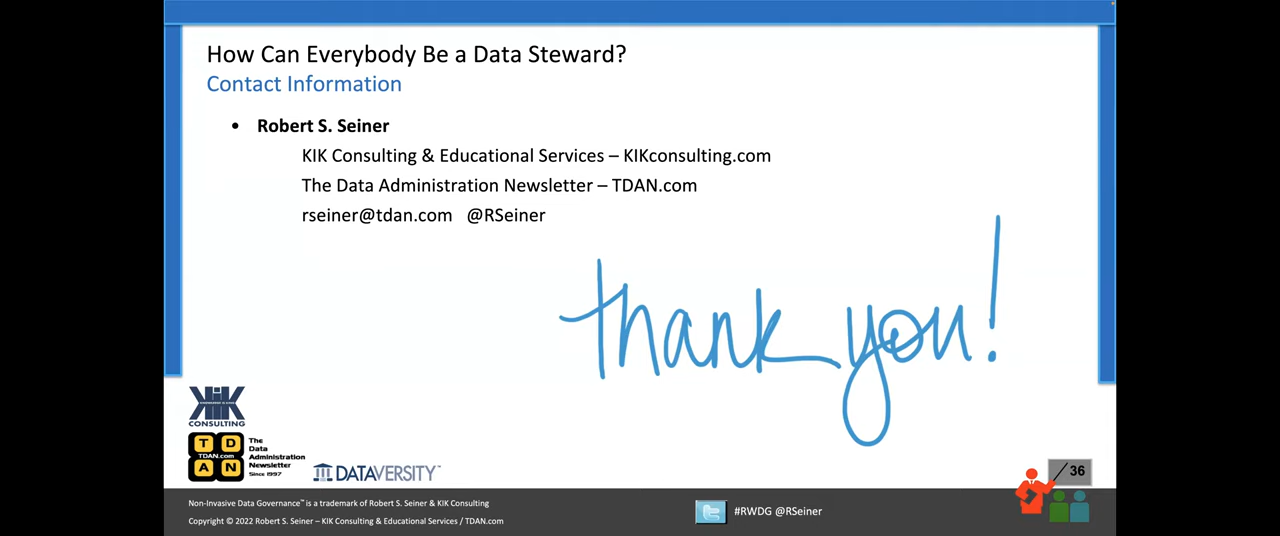 How Can Everybody Be a Data Steward?
Contact Information
• Robert S. Seiner
KIK Consulting & Educational Services – KIKconsulting.com
The Data Administration Newsletter – TDAN.com
rseiner@tdan.com @RSeiner
thank you!
KIK
CONSULTING
T D
TDAN.com
A N
The
Data
Administration
Newsletter
Since 1997
DATAVERSITY™
/ 36
Non-Invasive Data Governance™ is a trademark of Robert S. Seiner & KIK Consulting
Copyright © 2022 Robert S. Seiner – KIK Consulting & Educational Services / TDAN.com
#RWDG @RSeiner